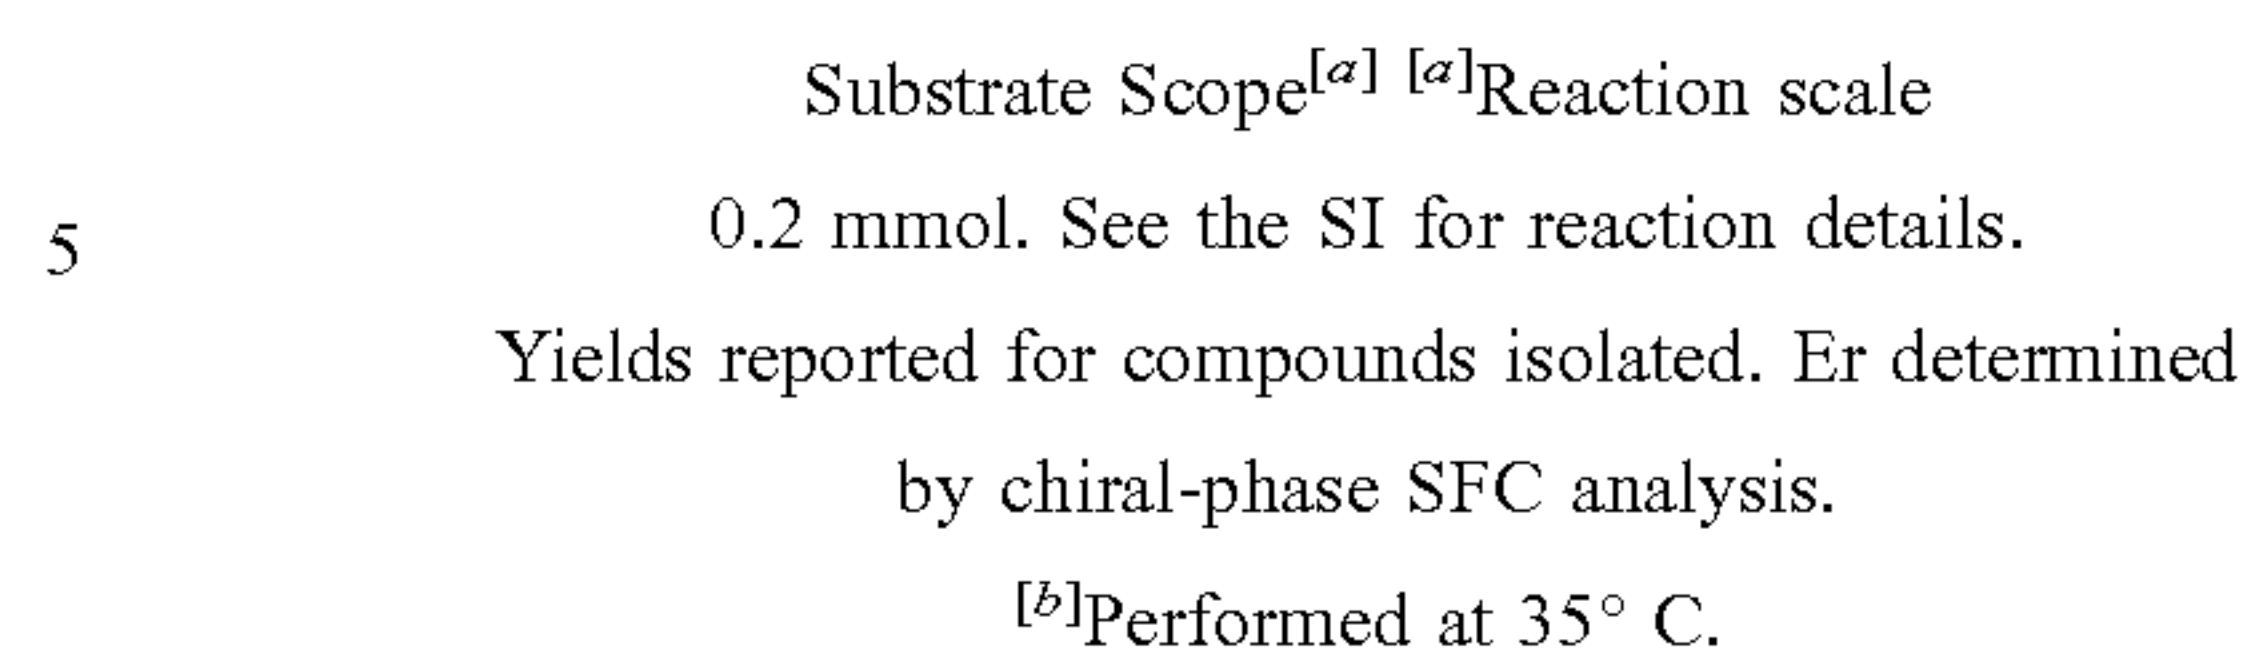 Substrate Scope[a] [a]Reaction scale
5
0.2 mmol. See the SI for reaction details.
Yields reported for compounds isolated. Er determined
by chiral-phase SFC analysis.
[b]Performed at 35° C.